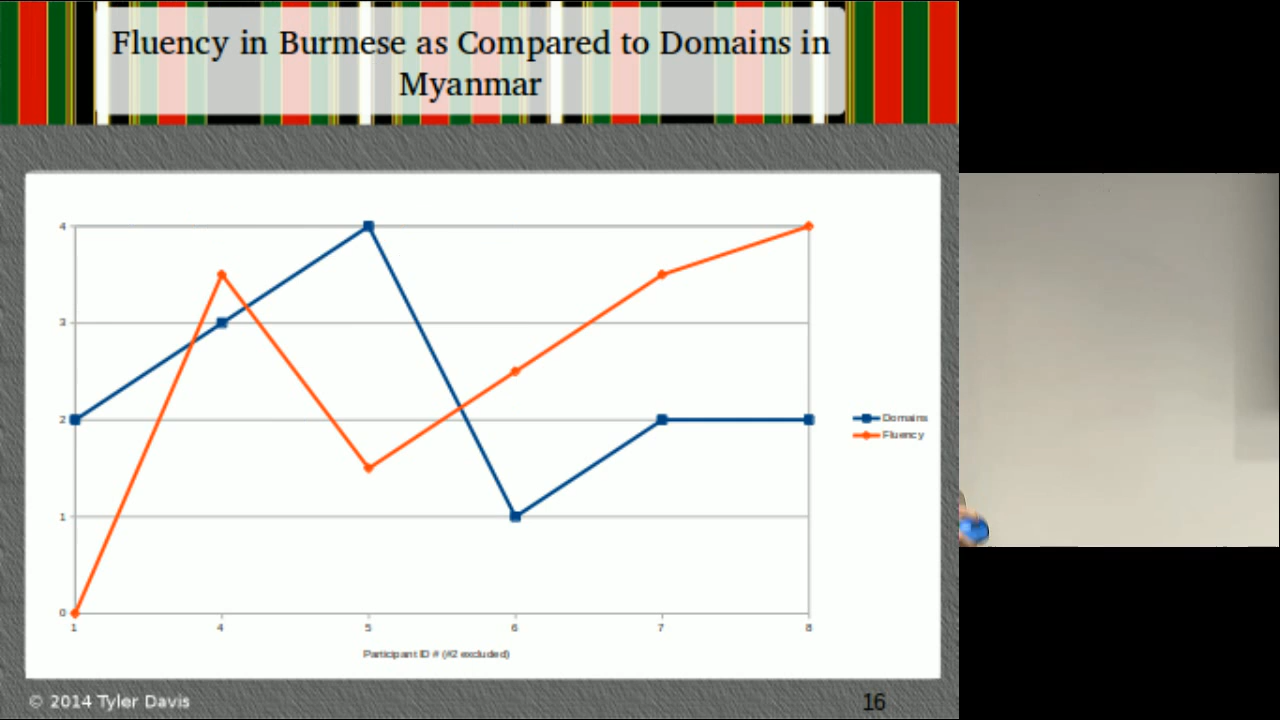 Fluency in Burmese as Compared to Domains in
Myanmar
4
3
2
1
0
1 4 5 6 7 8
Participant ID # (#2 excluded)
Domains
Fluency
© 2014 Tyler Davis
16